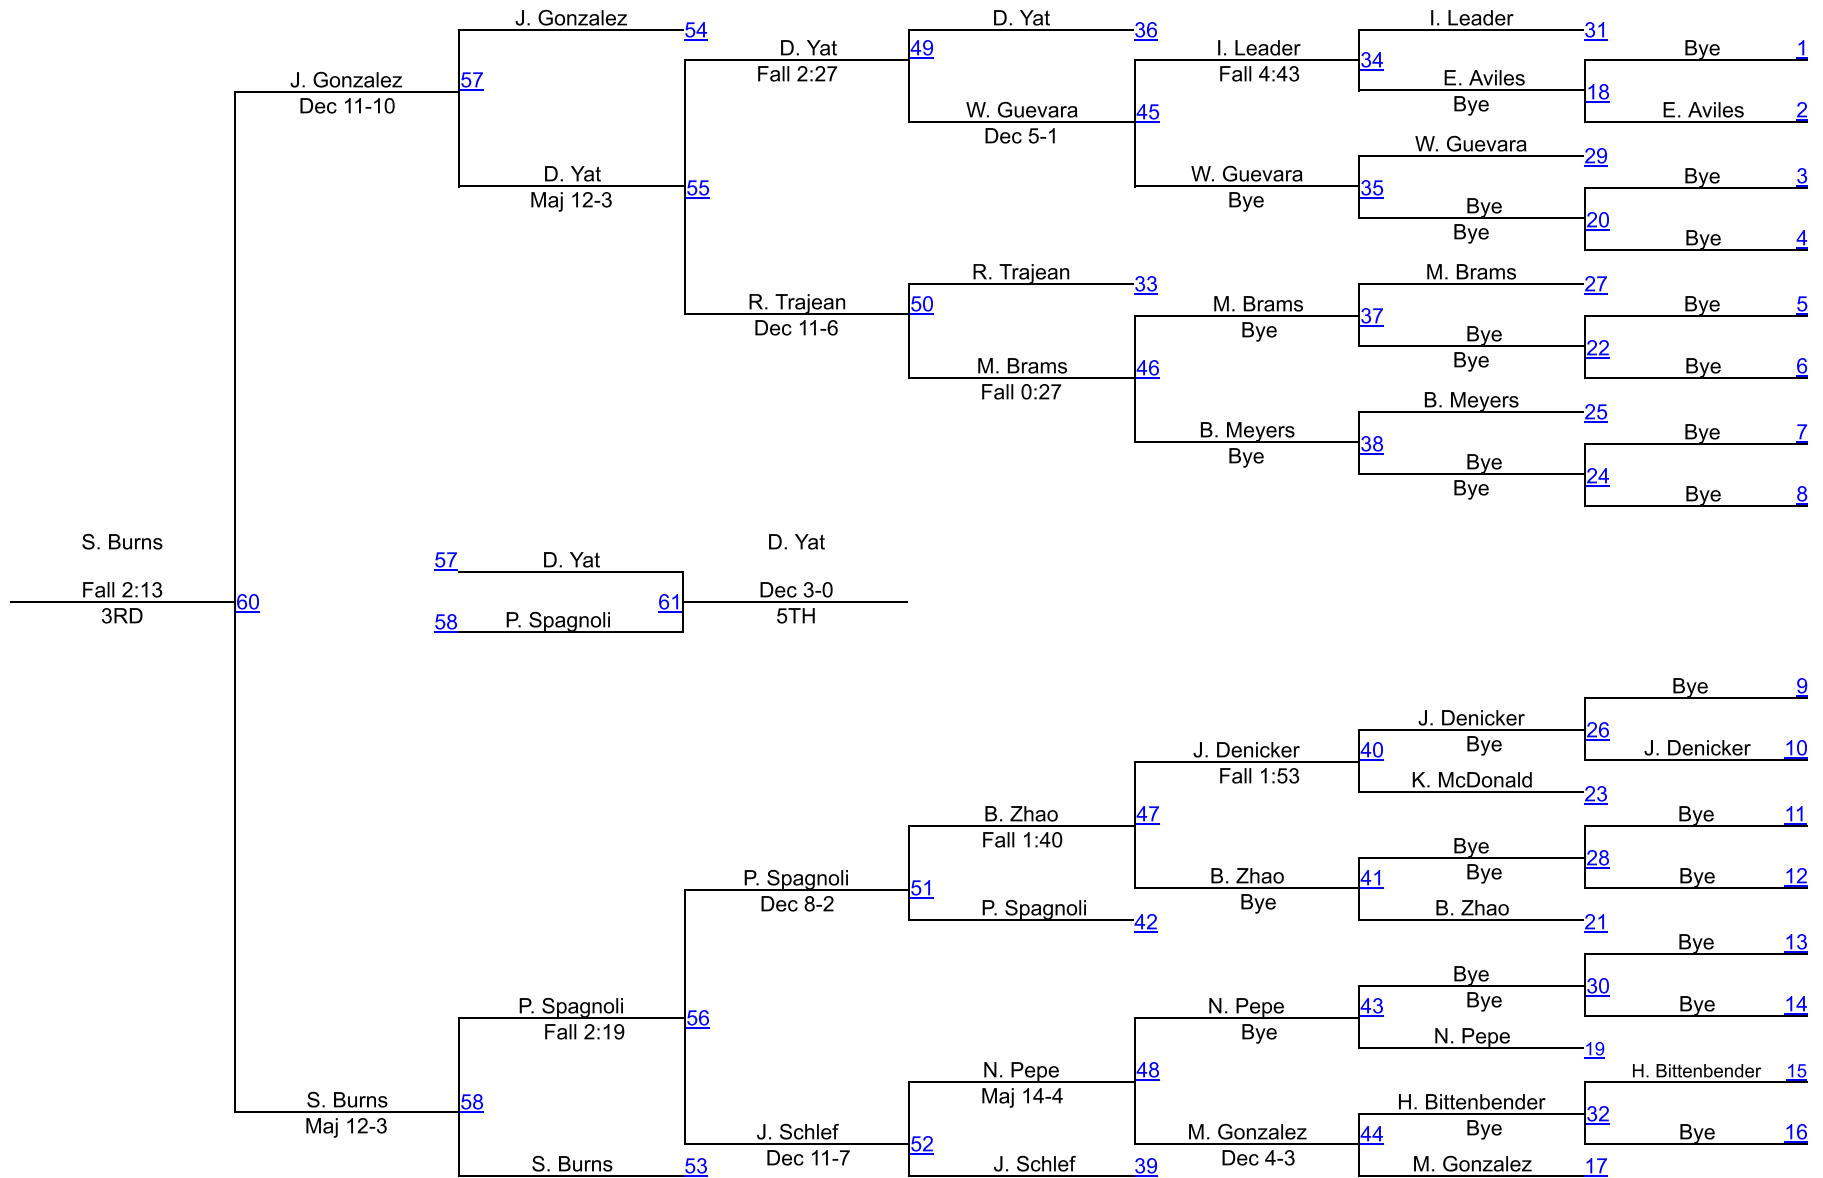 J. Gonzalez
54
D. Yat
36
I. Leader
31
J. Gonzalez
57
Dec 11-10
D. Yat
Fall 2:27
49
I. Leader
Fall 4:43
34
Bye
1
E. Aviles
Bye
18
E. Aviles
2
W. Guevara
Dec 5-1
45
W. Guevara
29
D. Yat
Maj 12-3
55
W. Guevara
Bye
35
Bye
3
Bye
Bye
20
Bye
4
R. Trajean
33
M. Brams
27
R. Trajean
Dec 11-6
50
M. Brams
Bye
37
Bye
5
Bye
Bye
22
Bye
6
M. Brams
Fall 0:27
46
B. Meyers
25
B. Meyers
Bye
38
Bye
7
Bye
Bye
24
Bye
8
S. Burns
Fall 2:13
3RD
60
57
D. Yat
58
P. Spagnoli
61
D. Yat
Dec 3-0
5TH
Bye
9
J. Denicker
Bye
26
J. Denicker
10
J. Denicker
Fall 1:53
40
K. McDonald
23
B. Zhao
Fall 1:40
47
Bye
11
Bye
Bye
28
Bye
12
P. Spagnoli
Dec 8-2
51
B. Zhao
Bye
41
B. Zhao
21
P. Spagnoli
42
Bye
13
Bye
Bye
30
Bye
14
P. Spagnoli
Fall 2:19
56
N. Pepe
Bye
43
N. Pepe
19
N. Pepe
Maj 14-4
48
H. Bittenbender
15
S. Burns
Maj 12-3
58
H. Bittenbender
Bye
32
Bye
16
J. Schlef
Dec 11-7
52
M. Gonzalez
Dec 4-3
44
S. Burns
53
J. Schlef
39
M. Gonzalez
17